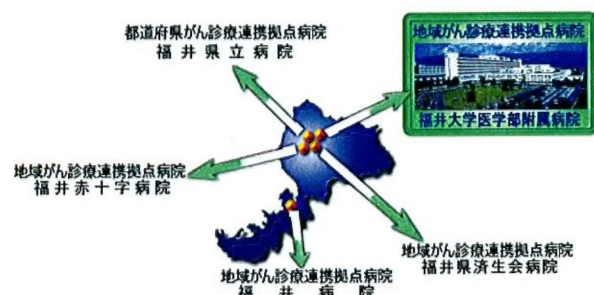 都道府県がん診療連携拠点病院
福井県立病院
地域がん診療連携拠点病院
福井大学医学部附属病院
地域がん診療連携拠点病院
福井赤十字病院
地域がん診療連携拠点病院
福井県済生会病院
地域がん診療連携拠点病院
福井病院